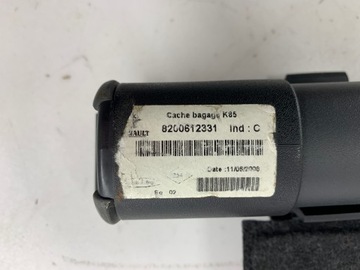 Cache bagage K85
AULT 8200612331 Ind : C
Date :11/06/2008